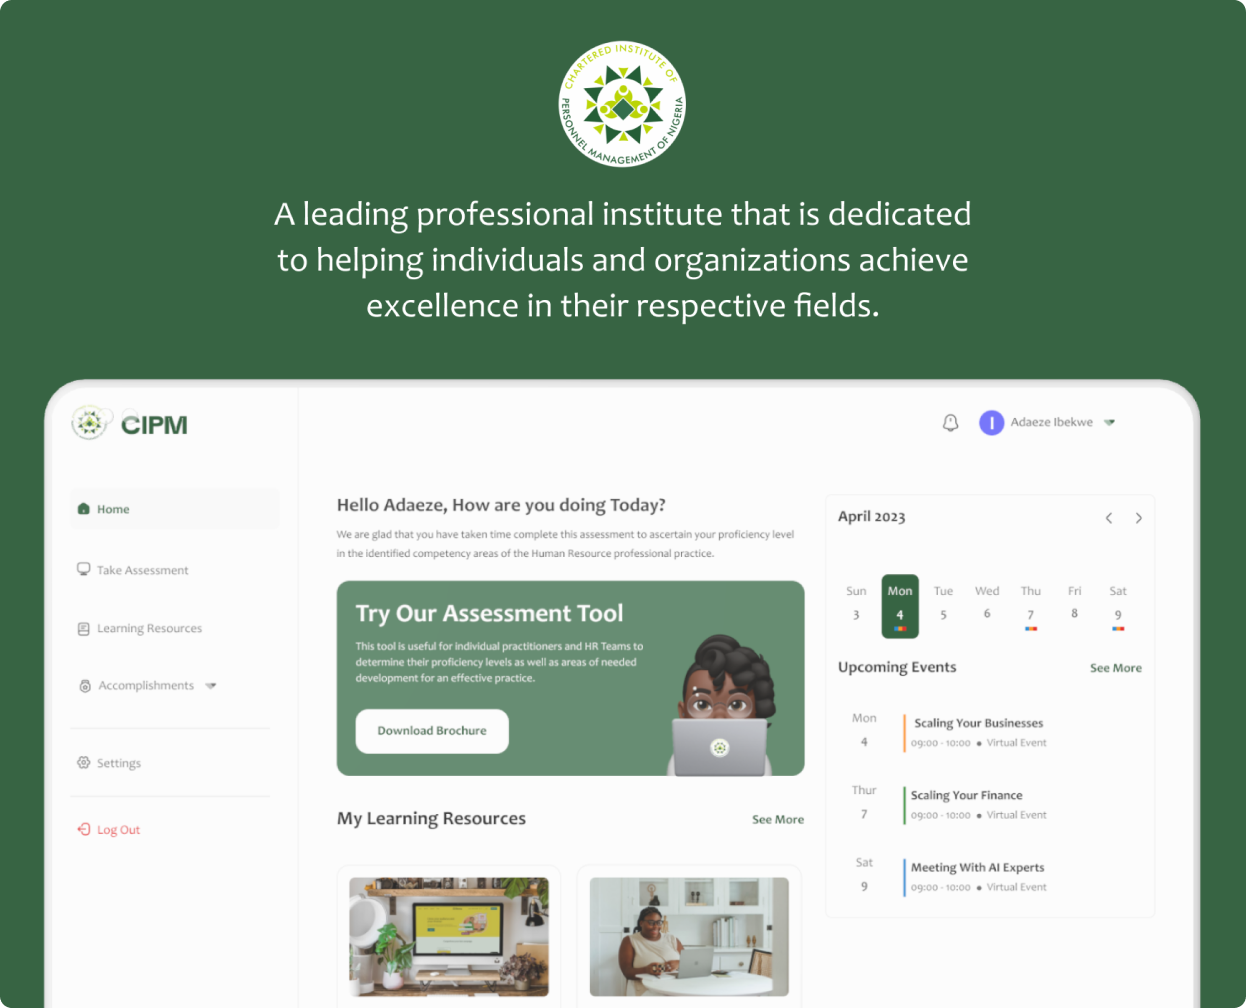 CHARTERED INSTITUTE OF
PERSONNEL MANAGEMENT OF NIGERIA
A leading professional institute that is dedicated
to helping individuals and organizations achieve
excellence in their respective fields.
CIPM
I
Adaeze Ibekwe
Home
Take Assessment
Learning Resources
Accomplishments
Settings
Log Out
Hello Adaeze, How are you doing Today?
We are glad that you have taken time complete this assessment to ascertain your proficiency level
in the identified competency areas of the Human Resource professional practice.
Try Our Assessment Tool
This tool is useful for individual practitioners and HR Teams to
determine their proficiency levels as well as areas of needed
development for an effective practice.
Download Brochure
My Learning Resources
See More
April 2023
Sun Mon Tue Wed Thu Fri Sat
3 4 5 6 7 8 9
Upcoming Events
See More
Mon
4
Scaling Your Businesses
09:00 - 10:00 • Virtual Event
Thur
7
Scaling Your Finance
09:00 - 10:00 • Virtual Event
Sat
9
Meeting With AI Experts
09:00 - 10:00 • Virtual Event